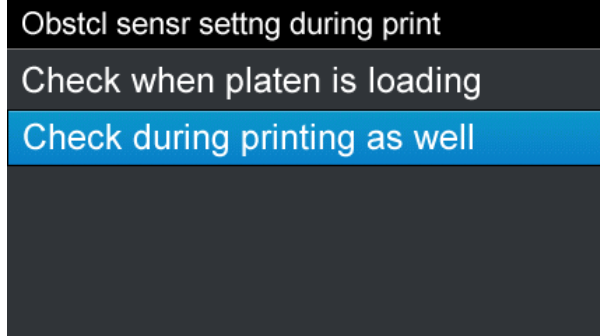 Obstcl sensr settng during print
Check when platen is loading
Check during printing as well